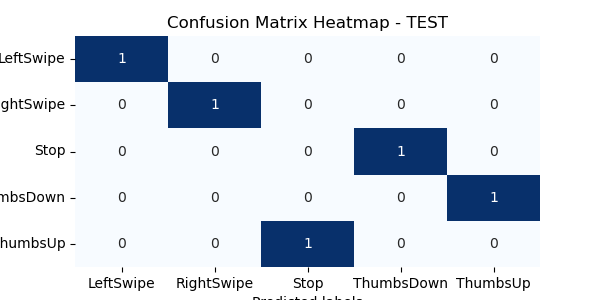 Confusion Matrix Heatmap - TEST
LeftSwipe 1 0 0 0 0
ghtSwipe 0 1 0 0 0
Stop 0 0 0 1 0
mbsDown 0 0 0 0 1
humbsUp 0 0 1 0 0
LeftSwipe RightSwipe Stop ThumbsDown ThumbsUp
Predicted labels